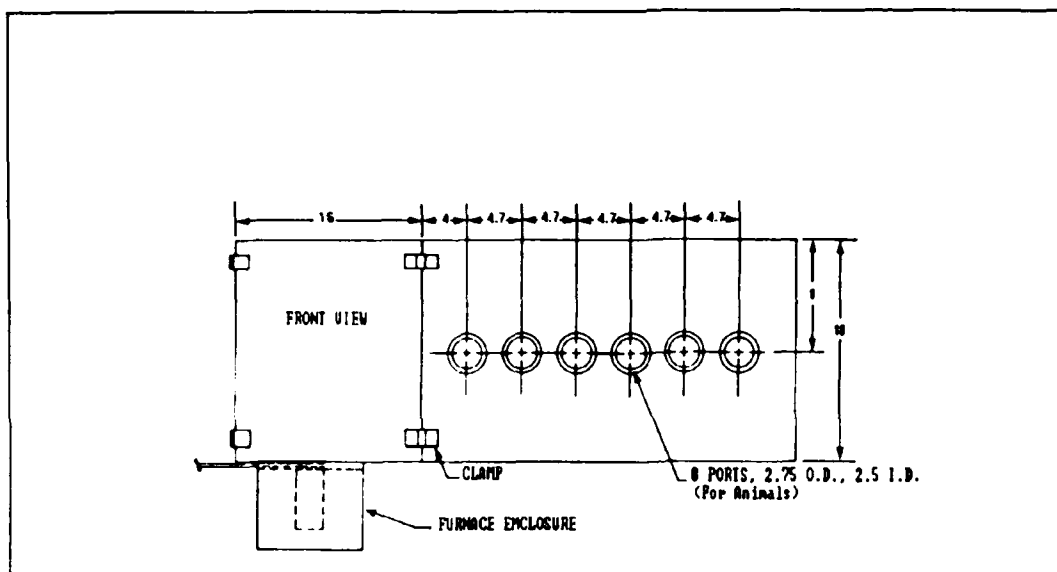 16 4 4.7 4.7 4.7 4.7 4.7
FRONT VIEW
CLAMP
PORTS, 2.75 O.D., 2.5 I.D.
(For Animals)
FURNACE ENCLOSURE